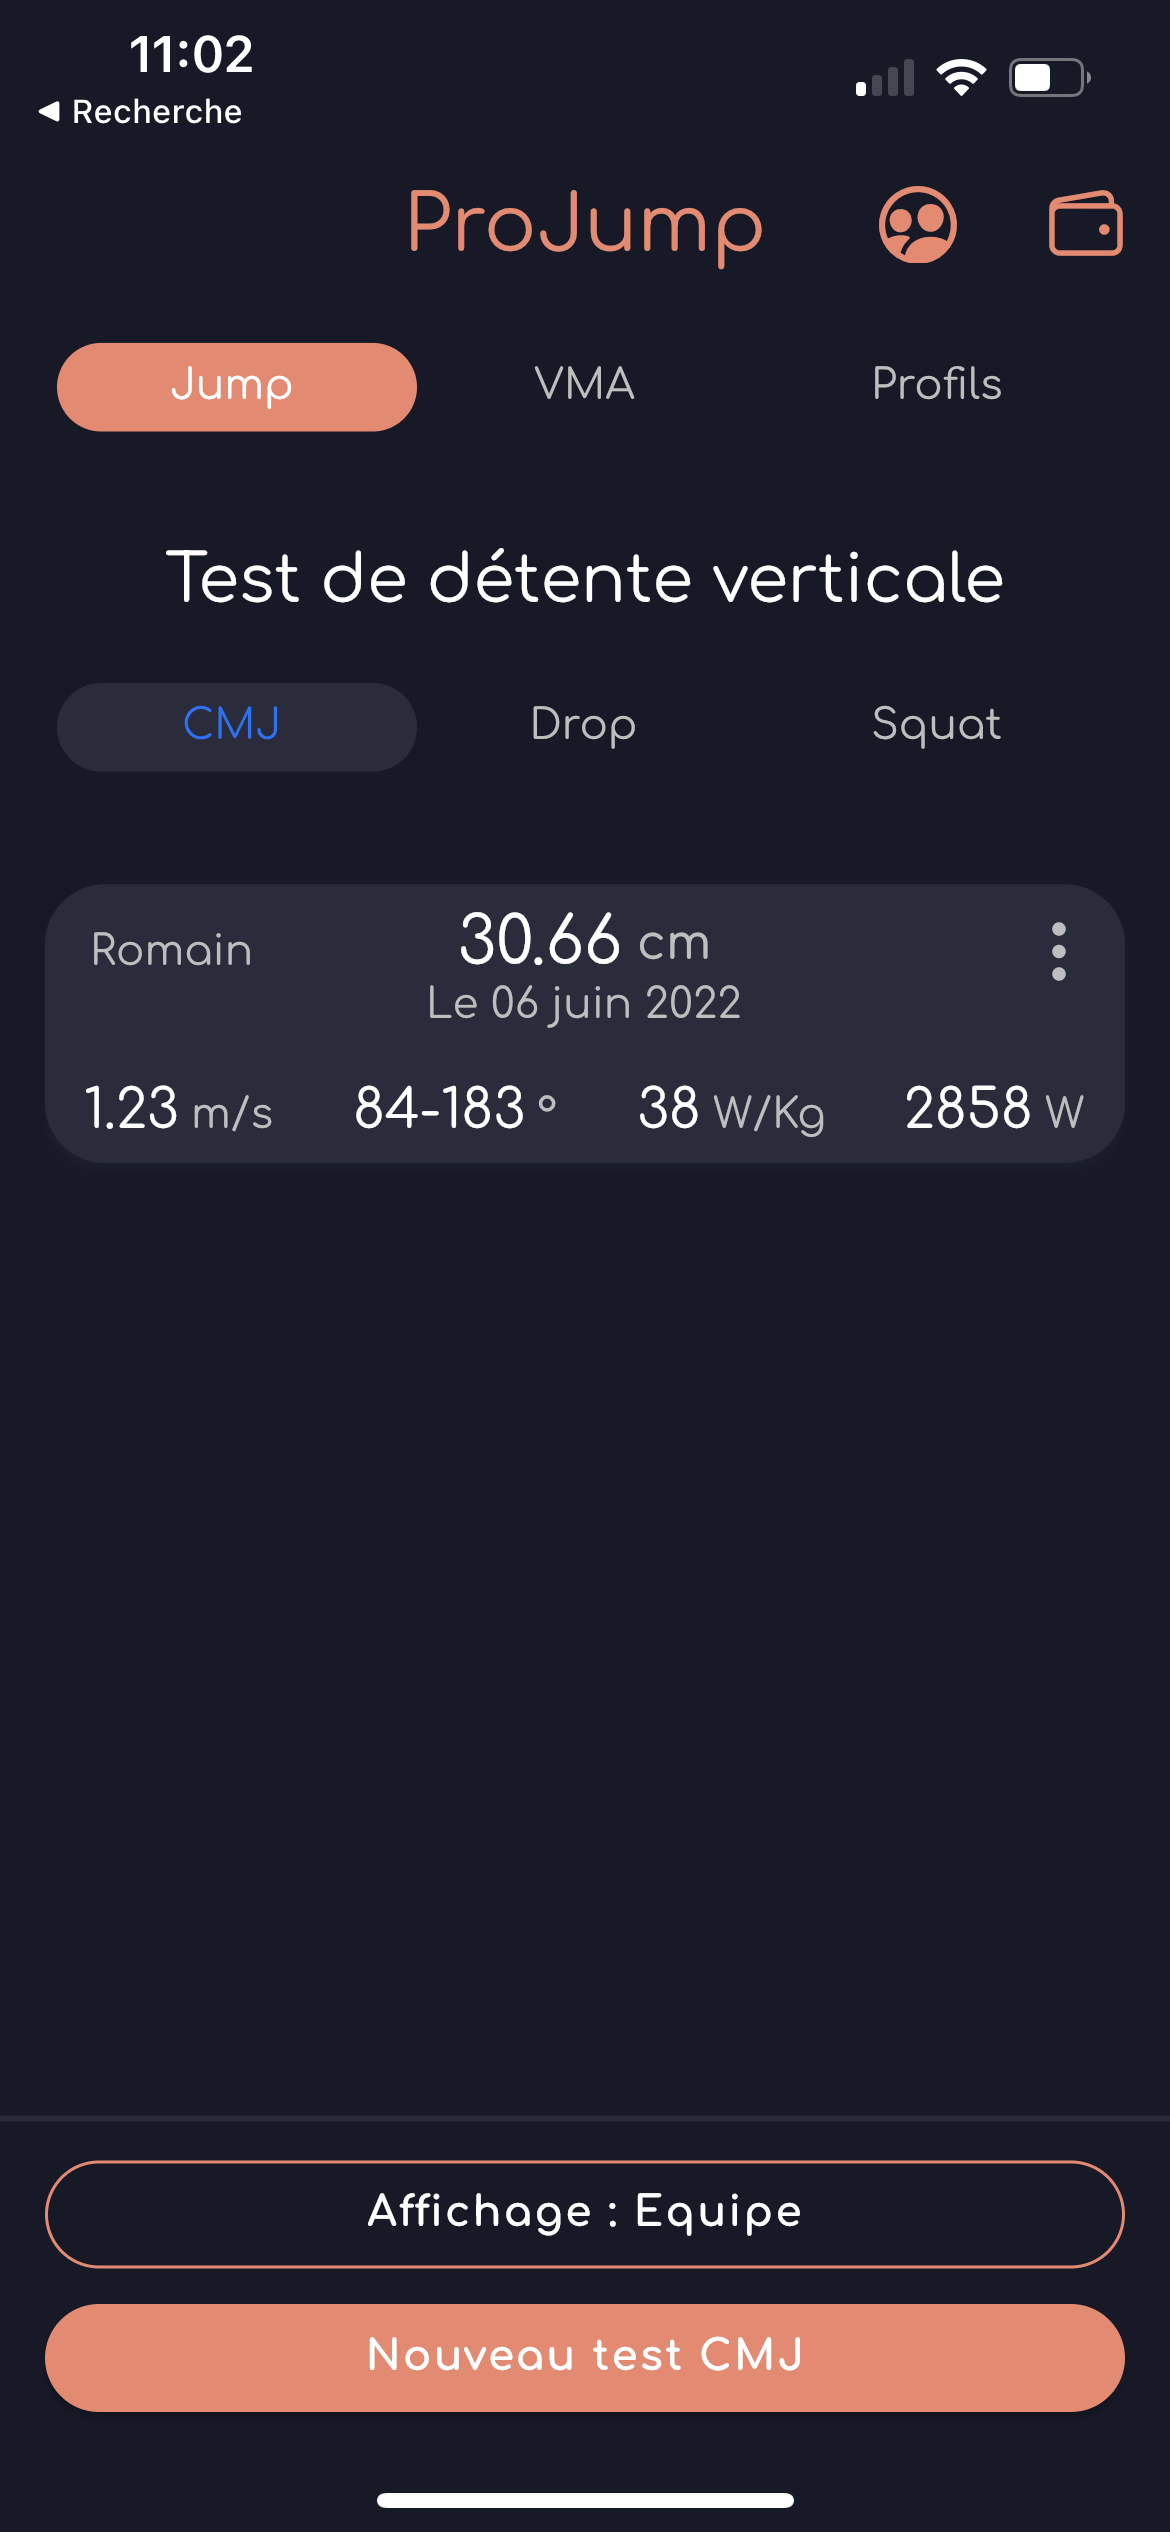 11:02
◀ Recherche
ProJump
Jump VMA Profils
Test de détente verticale
CMJ Drop Squat
Romain 30.66 cm
Le 06 juin 2022
1.23 m/s 84-183 ° 38 W/Kg 2858 W
Affichage : Equipe
Nouveau test CMJ